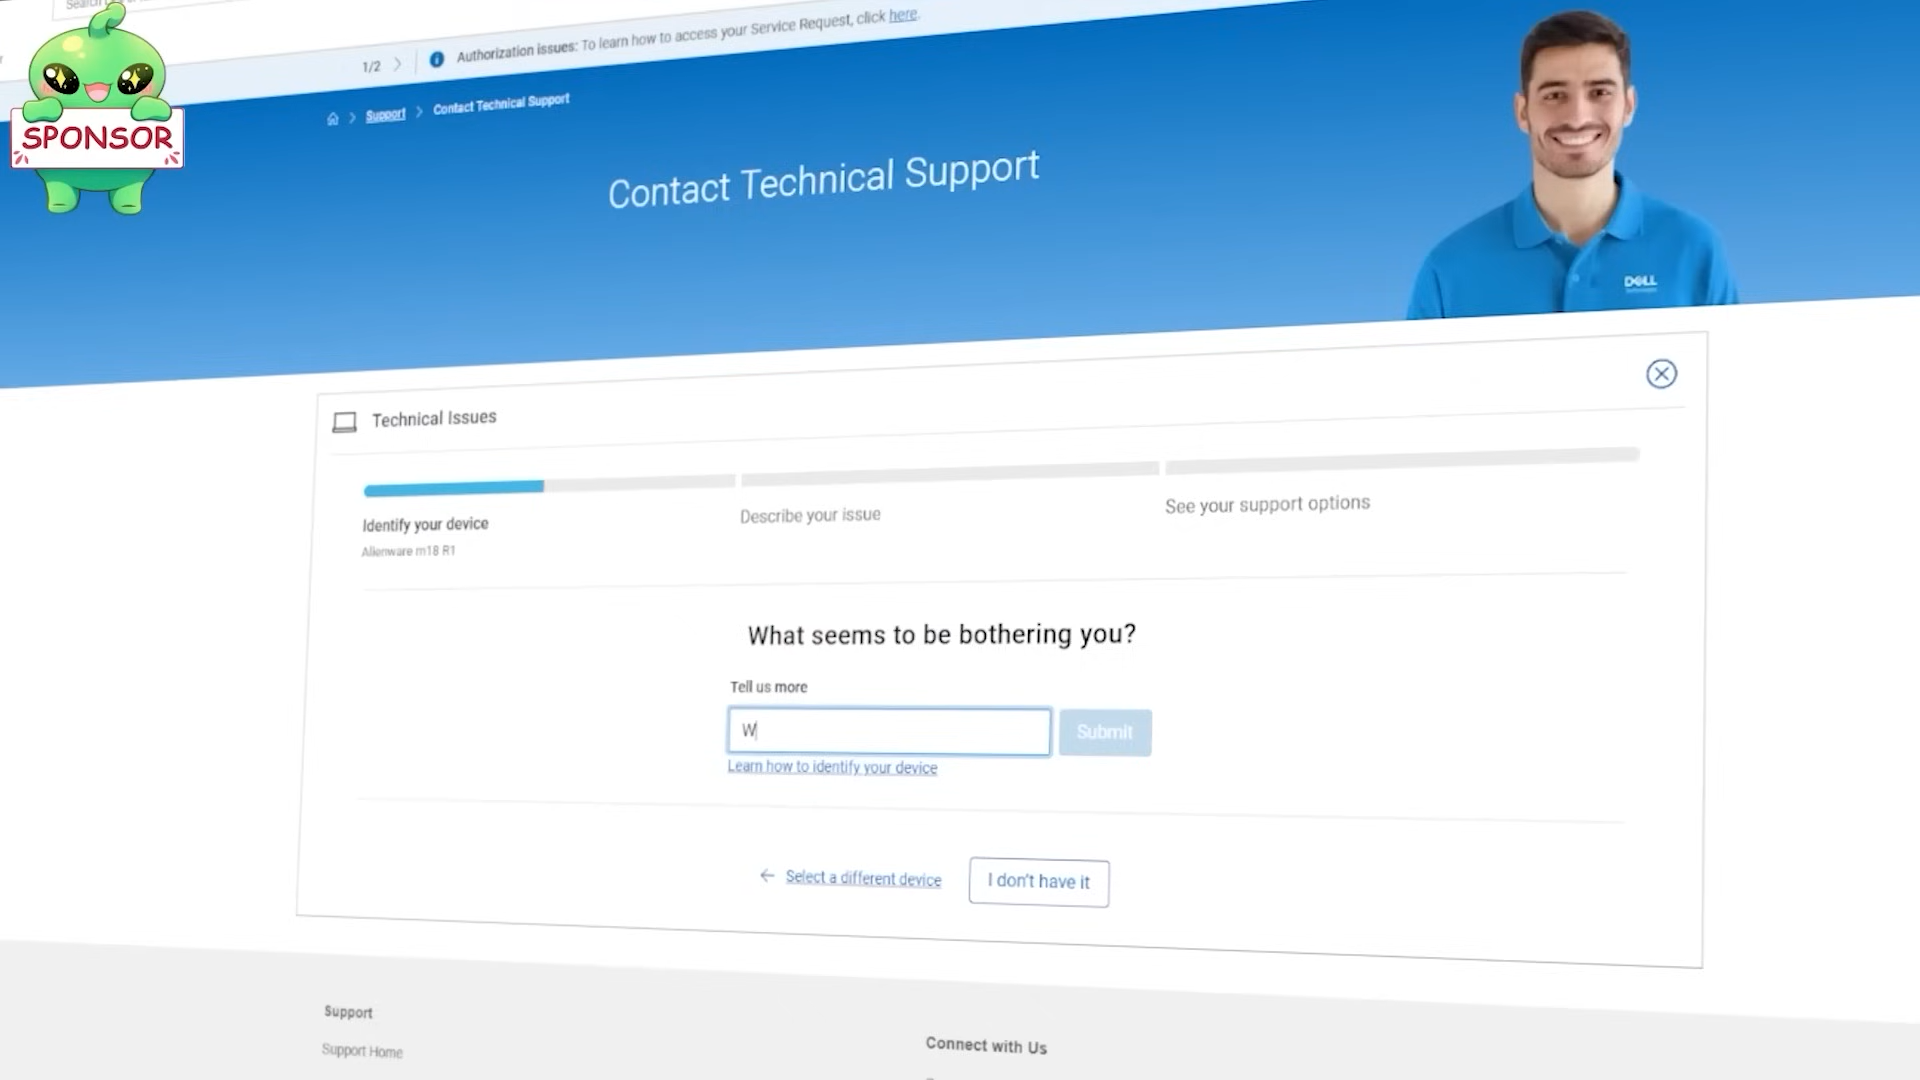 Search
1/2
Authorization issues: To learn how to access your Service Request, click here.
SPONSOR
Support
Contact Technical Support
Contact Technical Support
DELL
Technical Issues
Identify your device
Alienware m18 R1
Describe your issue
See your support options
What seems to be bothering you?
Tell us more
W
Submit
Learn how to identify your device
Select a different device
I don't have it
Support
Support Home
Connect with Us